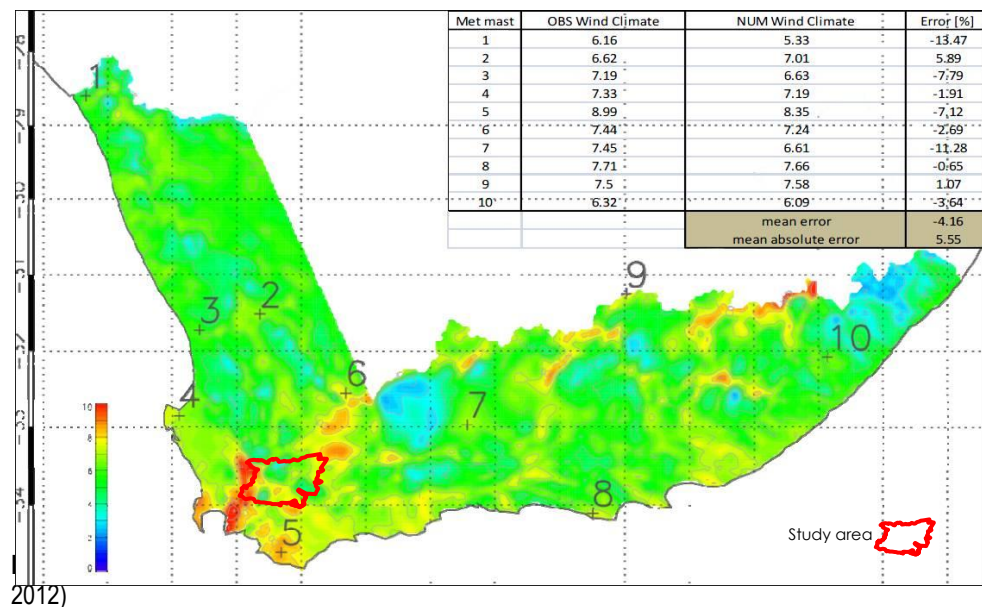 Met mast OBS Wind Climate NUM Wind Climate Error [%]
1 6.16 5.33 -13.47
2 6.62 7.01 5.89
3 7.19 6.63 -7.79
4 7.33 7.19 -1.91
5 8.99 8.35 -7.12
6 7.44 7.24 -2.69
7 7.45 6.61 -11.28
8 7.71 7.66 -0.65
9 7.5 7.58 1.07
10 6.32 6.09 -3.64
mean error -4.16
mean absolute error 5.55
1
2
3
4
5
6
7
8
9
10
10
8
6
4
2
0
Study area
2012)